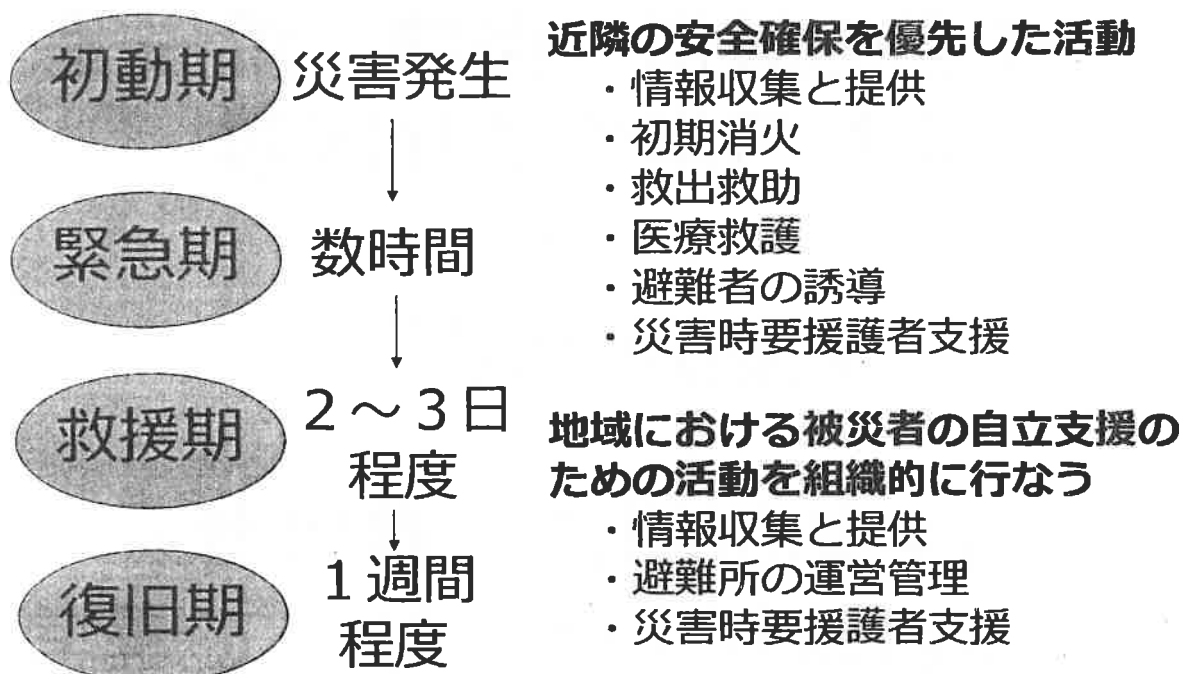 初動期
災害発生
緊急期
数時間
救援期
2～3日
程度
復旧期
1週間
程度
近隣の安全確保を優先した活動
・情報収集と提供
・初期消火
・救出救助
・医療救護
・避難者の誘導
・災害時要援護者支援
地域における被災者の自立支援の
ための活動を組織的に行なう
・情報収集と提供
・避難所の運営管理
・災害時要援護者支援